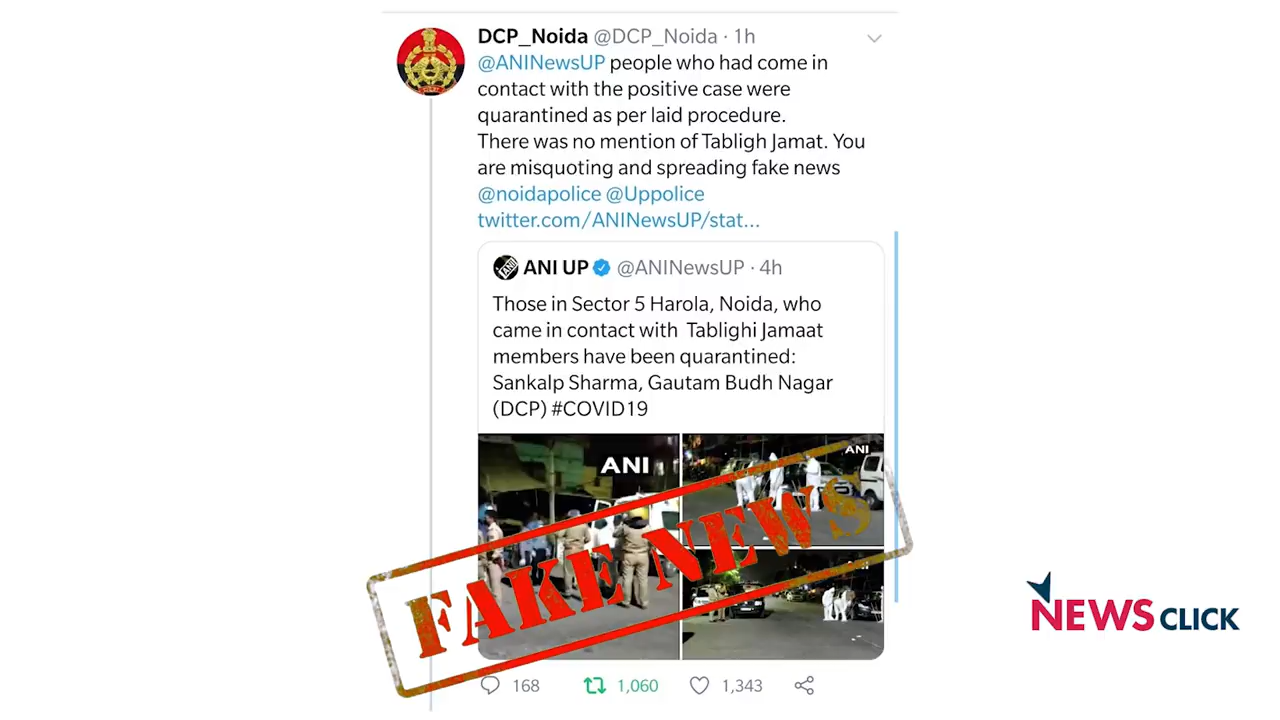 DCP_Noida @DCP_Noida · 1h
@ANINewsUP people who had come in
contact with the positive case were
quarantined as per laid procedure.
There was no mention of Tabligh Jamat. You
are misquoting and spreading fake news
@noidapolice @Uppolice
twitter.com/ANINewsUP/stat...
ANI UP @ANINewsUP · 4h
Those in Sector 5 Harola, Noida, who
came in contact with Tablighi Jamaat
members have been quarantined:
Sankalp Sharma, Gautam Budh Nagar
(DCP) #COVID19
ANI
ANI
FAKE NEWS
168 1,060 1,343
NEWSCLICK